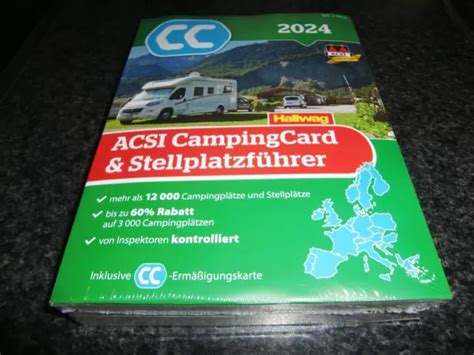 CC
2024
ACSI
Hallwag
ACSI CampingCard
& Stellplatzführer
mehr als 12 000 Campingplätze und Stellplätze
bis zu 60% Rabatt
auf 3 000 Campingplätzen
von Inspektoren kontrolliert
Inklusive CC -Ermäßigungskarte